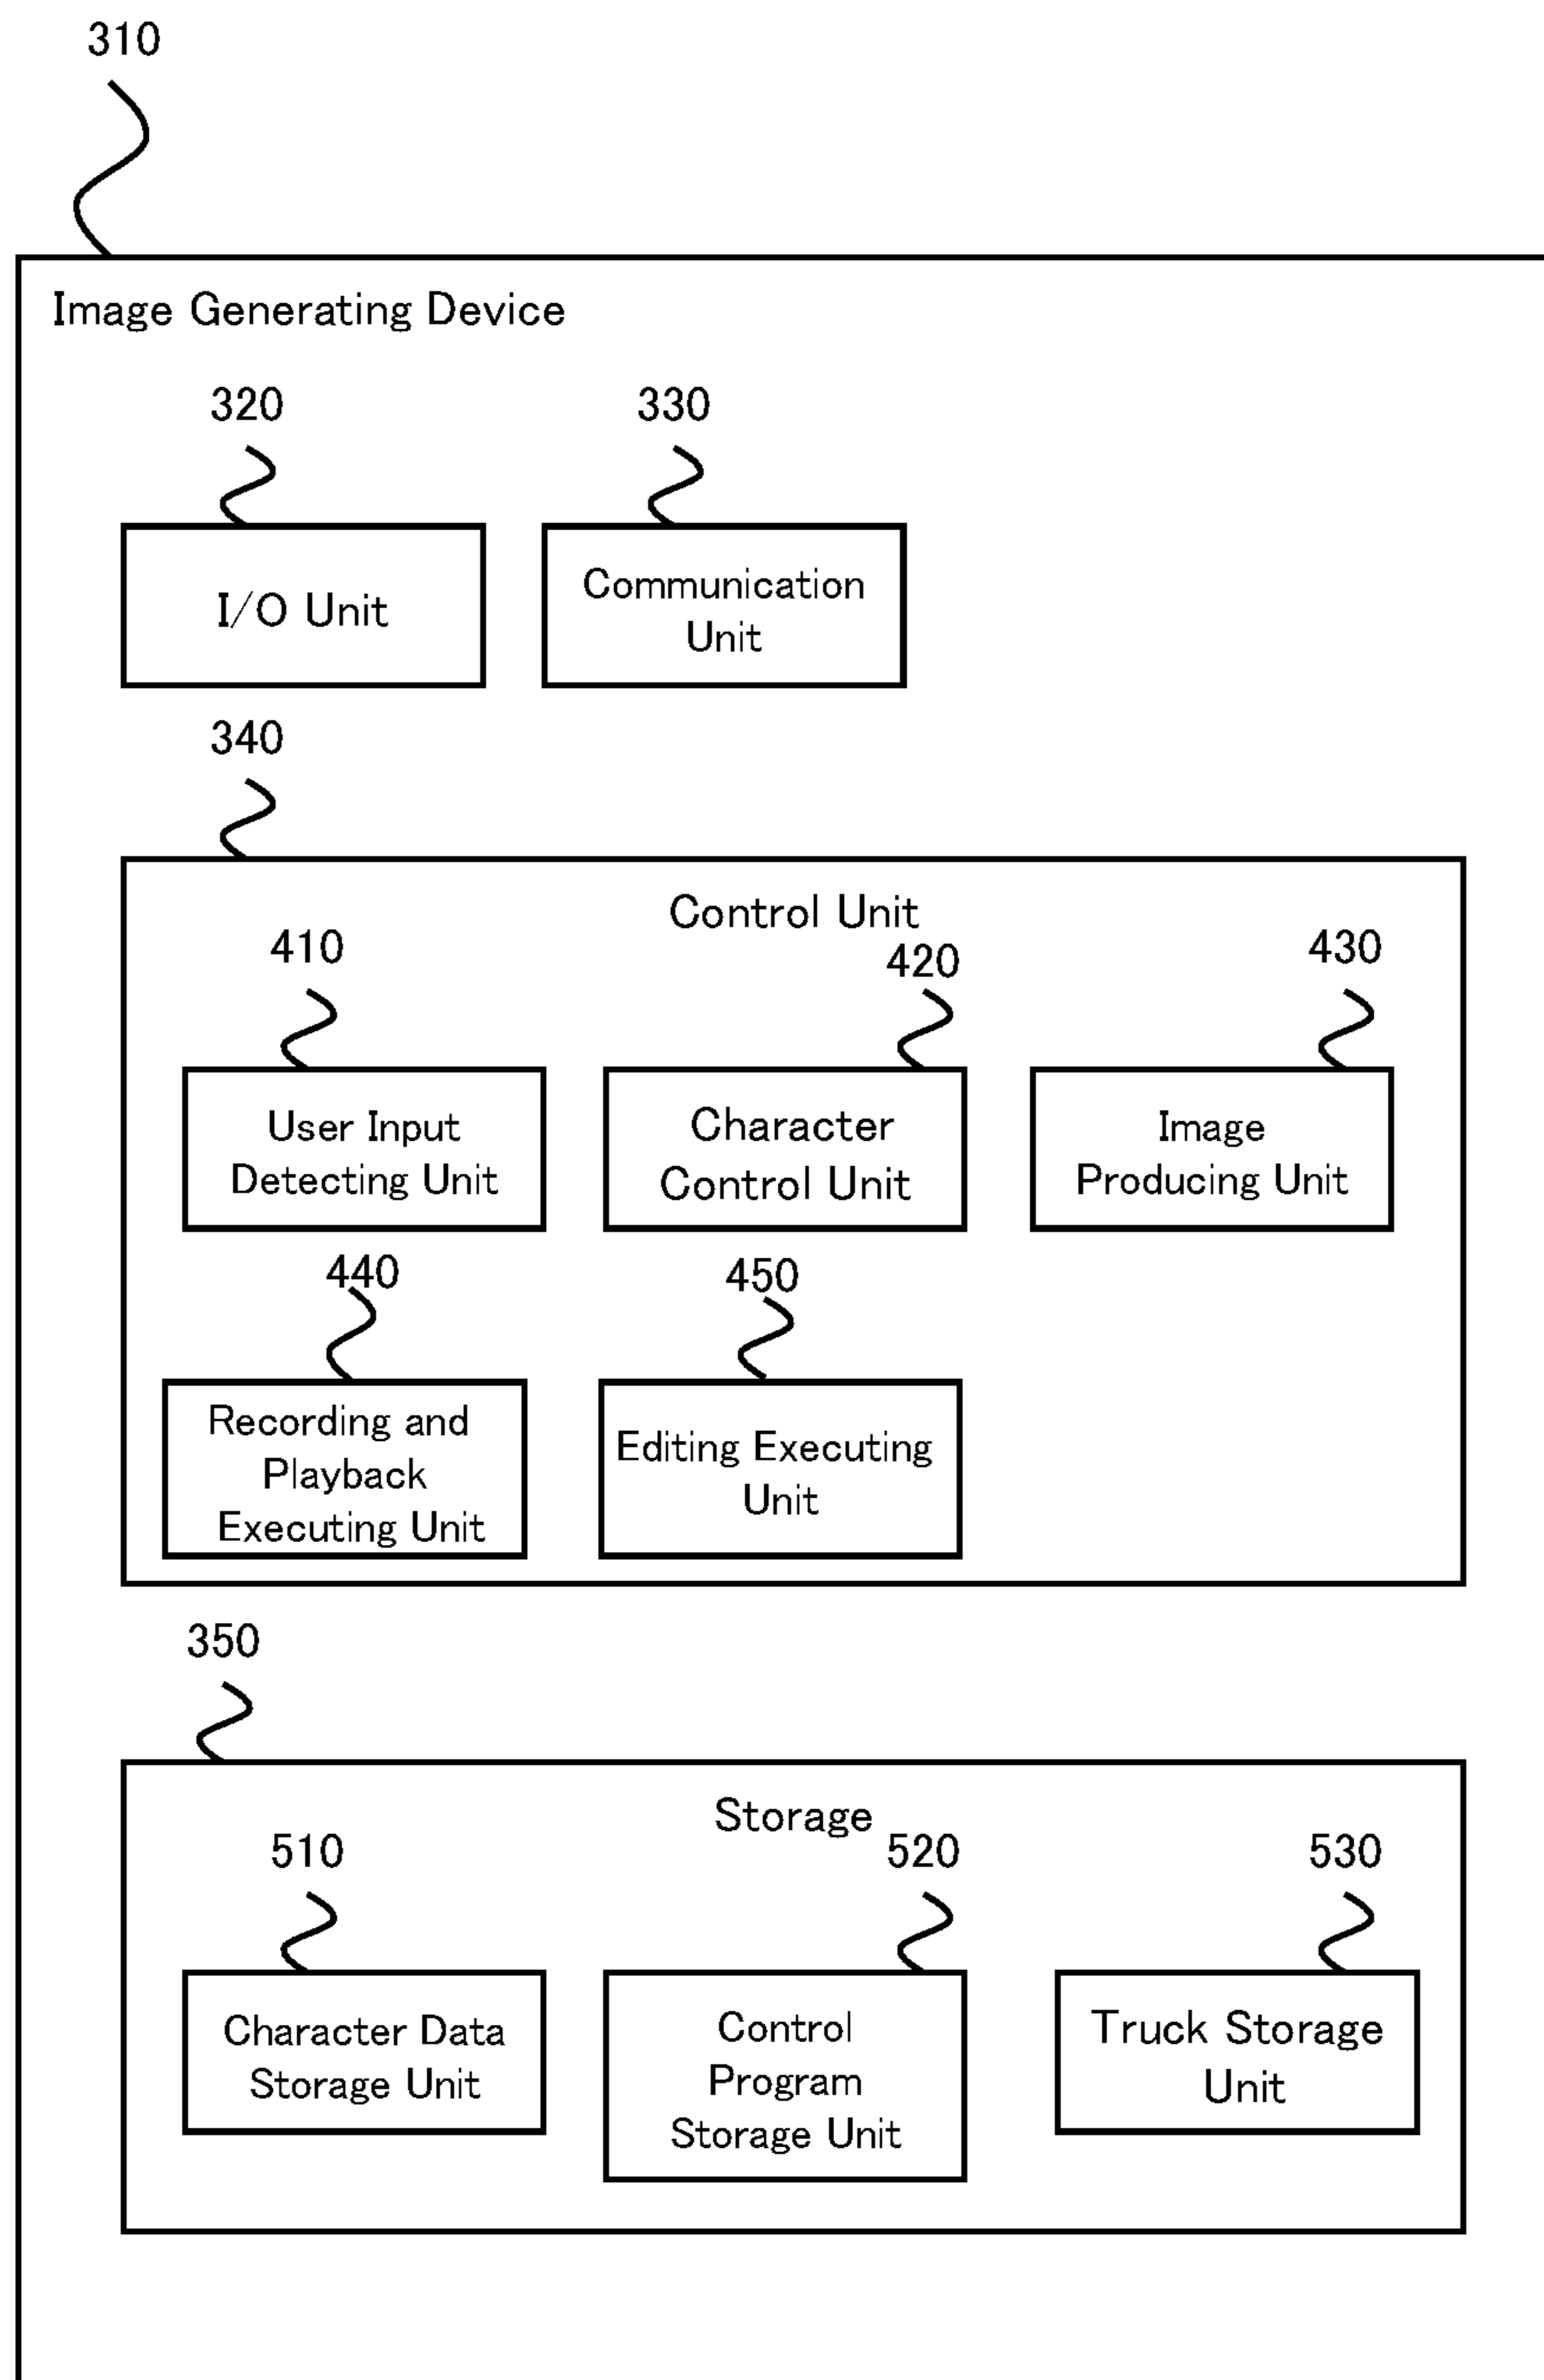 310
Image Generating Device
320
330
I/O Unit
Communication
Unit
340
Control Unit
410
420
430
User Input
Detecting Unit
Character
Control Unit
Image
Producing Unit
440
450
Recording and
Playback
Executing Unit
Editing Executing
Unit
350
Storage
510
520
530
Character Data
Storage Unit
Control
Program
Storage Unit
Truck Storage
Unit